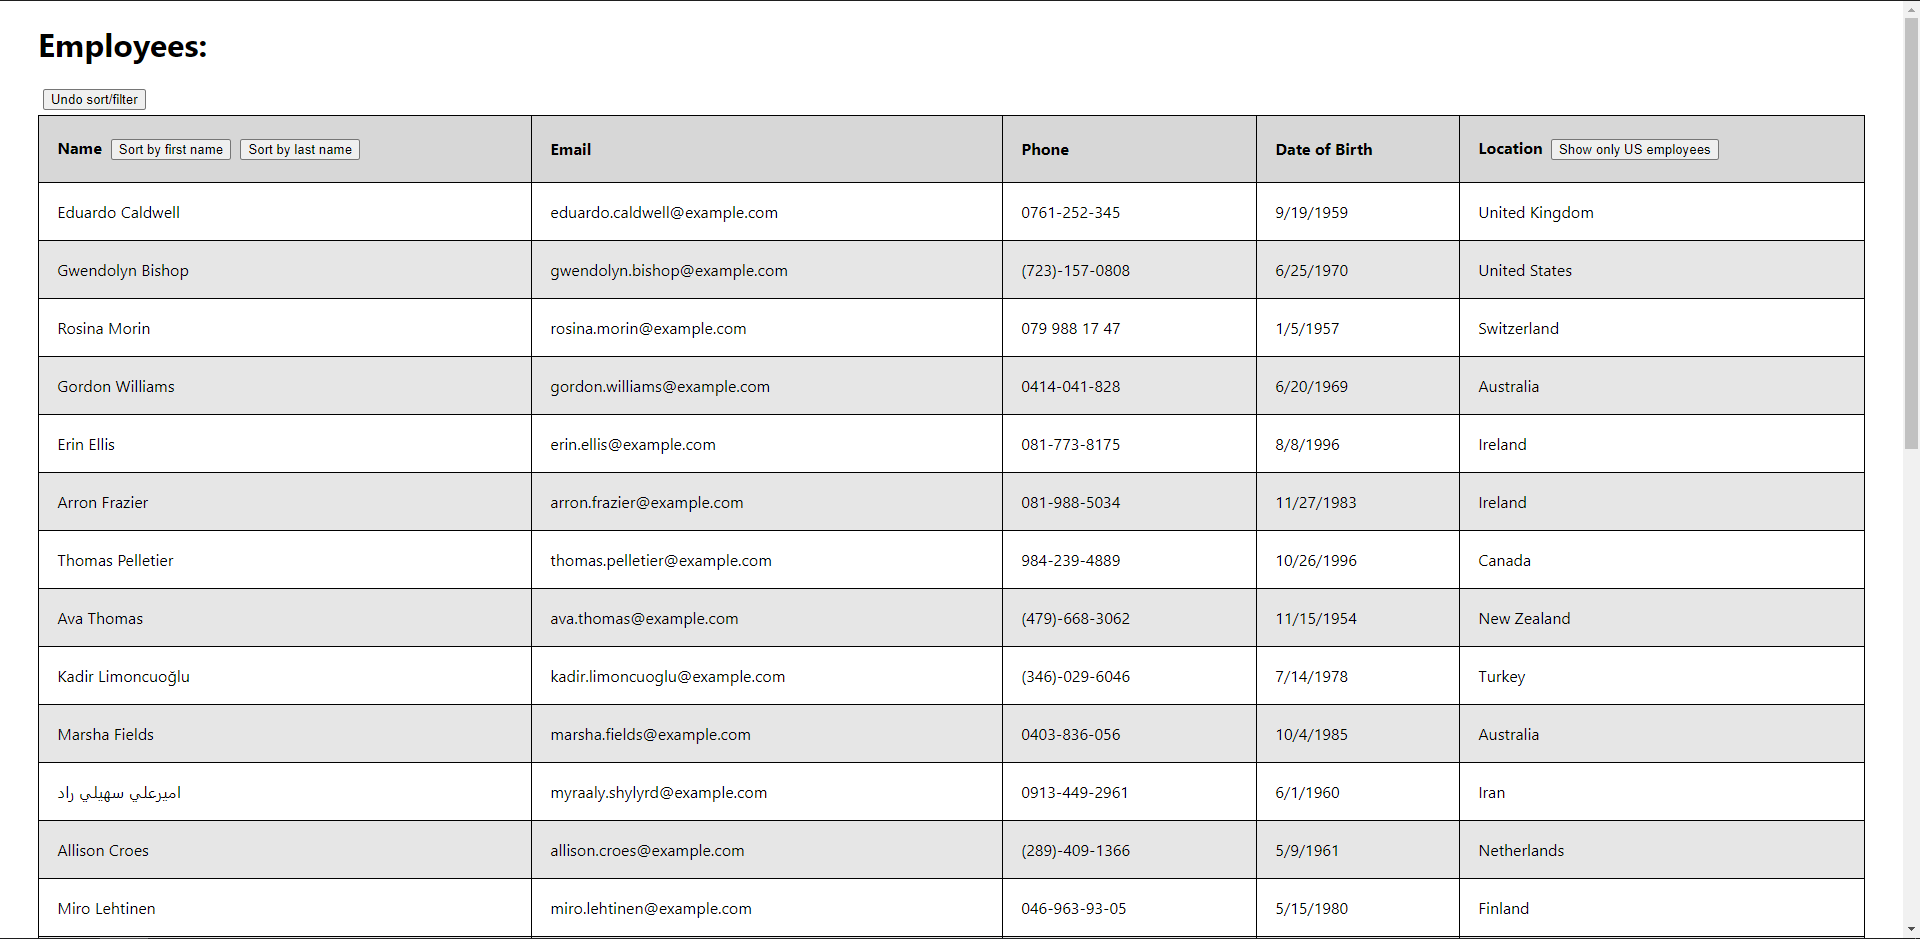 Employees:
Undo sort/filter
Name Sort by first name Sort by last name Email Phone Date of Birth Location Show only US employees
Eduardo Caldwell eduardo.caldwell@example.com 0761-252-345 9/19/1959 United Kingdom
Gwendolyn Bishop gwendolyn.bishop@example.com (723)-157-0808 6/25/1970 United States
Rosina Morin rosina.morin@example.com 079 988 17 47 1/5/1957 Switzerland
Gordon Williams gordon.williams@example.com 0414-041-828 6/20/1969 Australia
Erin Ellis erin.ellis@example.com 081-773-8175 8/8/1996 Ireland
Arron Frazier arron.frazier@example.com 081-988-5034 11/27/1983 Ireland
Thomas Pelletier thomas.pelletier@example.com 984-239-4889 10/26/1996 Canada
Ava Thomas ava.thomas@example.com (479)-668-3062 11/15/1954 New Zealand
Kadir Limoncuoğlu kadir.limoncuoglu@example.com (346)-029-6046 7/14/1978 Turkey
Marsha Fields marsha.fields@example.com 0403-836-056 10/4/1985 Australia
اميرعلي سهيلي راد myraaly.shylyrd@example.com 0913-449-2961 6/1/1960 Iran
Allison Croes allison.croes@example.com (289)-409-1366 5/9/1961 Netherlands
Miro Lehtinen miro.lehtinen@example.com 046-963-93-05 5/15/1980 Finland